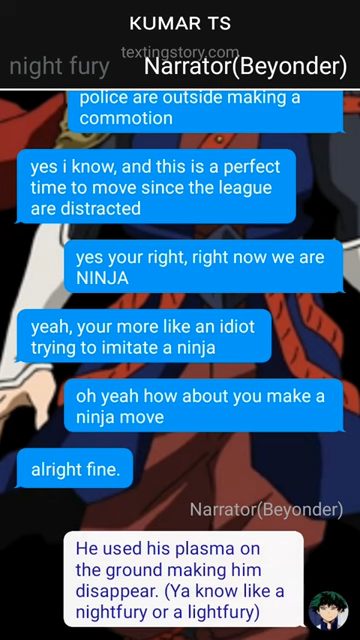 KUMAR TS
textingstory.com
night fury Narrator(Beyonder)
police are outside making a
commotion
yes i know, and this is a perfect
time to move since the league
are distracted
yes your right, right now we are
NINJA
yeah, your more like an idiot
trying to imitate a ninja
oh yeah how about you make a
ninja move
alright fine.
Narrator(Beyonder)
He used his plasma on
the ground making him
disappear. (Ya know like a
nightfury or a lightfury)